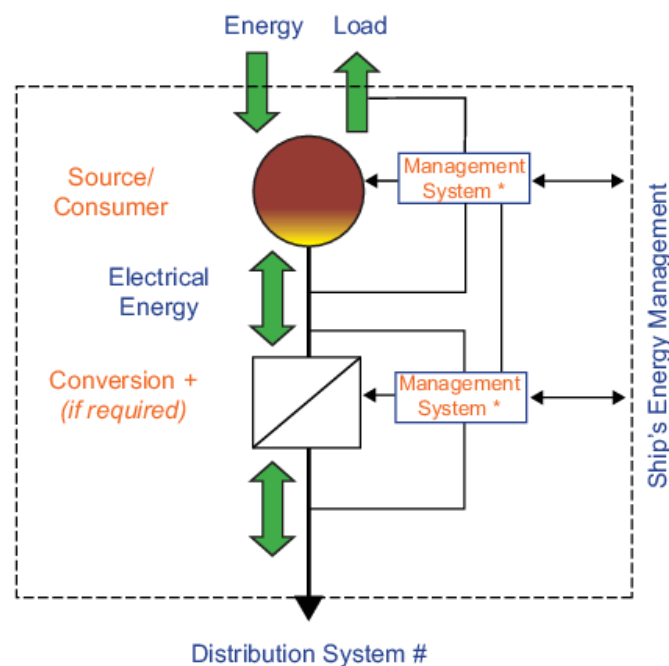 Energy
Load
Source/
Consumer
Management
System *
Electrical
Energy
Conversion +
(if required)
Management
System *
Ship's Energy Management
Distribution System #